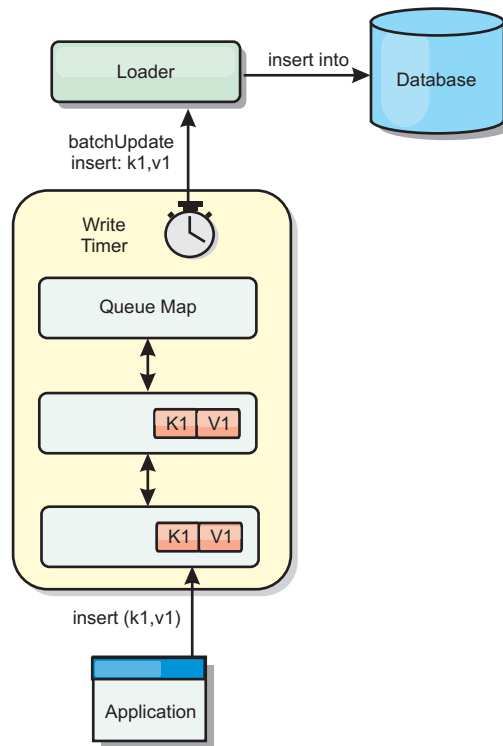 Loader
insert into
Database
batchUpdate
insert: k1,v1
Write
Timer
Queue Map
K1 V1
K1 V1
insert (k1,v1)
Application